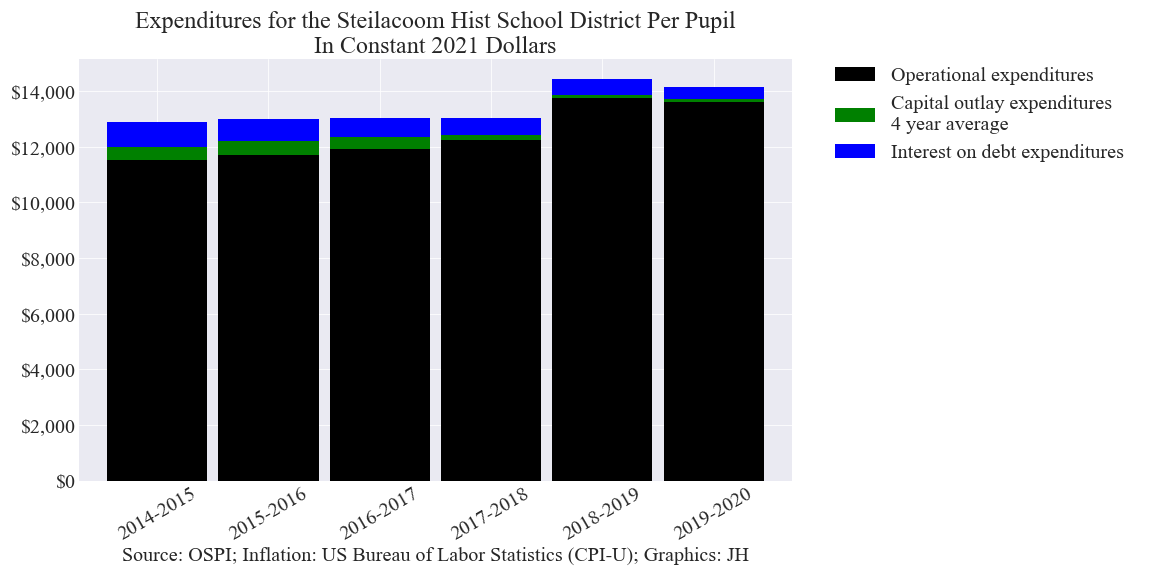 Expenditures for the Steilacoom Hist School District Per Pupil
In Constant 2021 Dollars
Operational expenditures
Capital outlay expenditures
4 year average
Interest on debt expenditures
$14,000
$12,000
$10,000
$8,000
$6,000
$4,000
$2,000
$0
2014-2015
2015-2016
2016-2017
2017-2018
2018-2019
2019-2020
Source: OSPI; Inflation: US Bureau of Labor Statistics (CPI-U); Graphics: JH